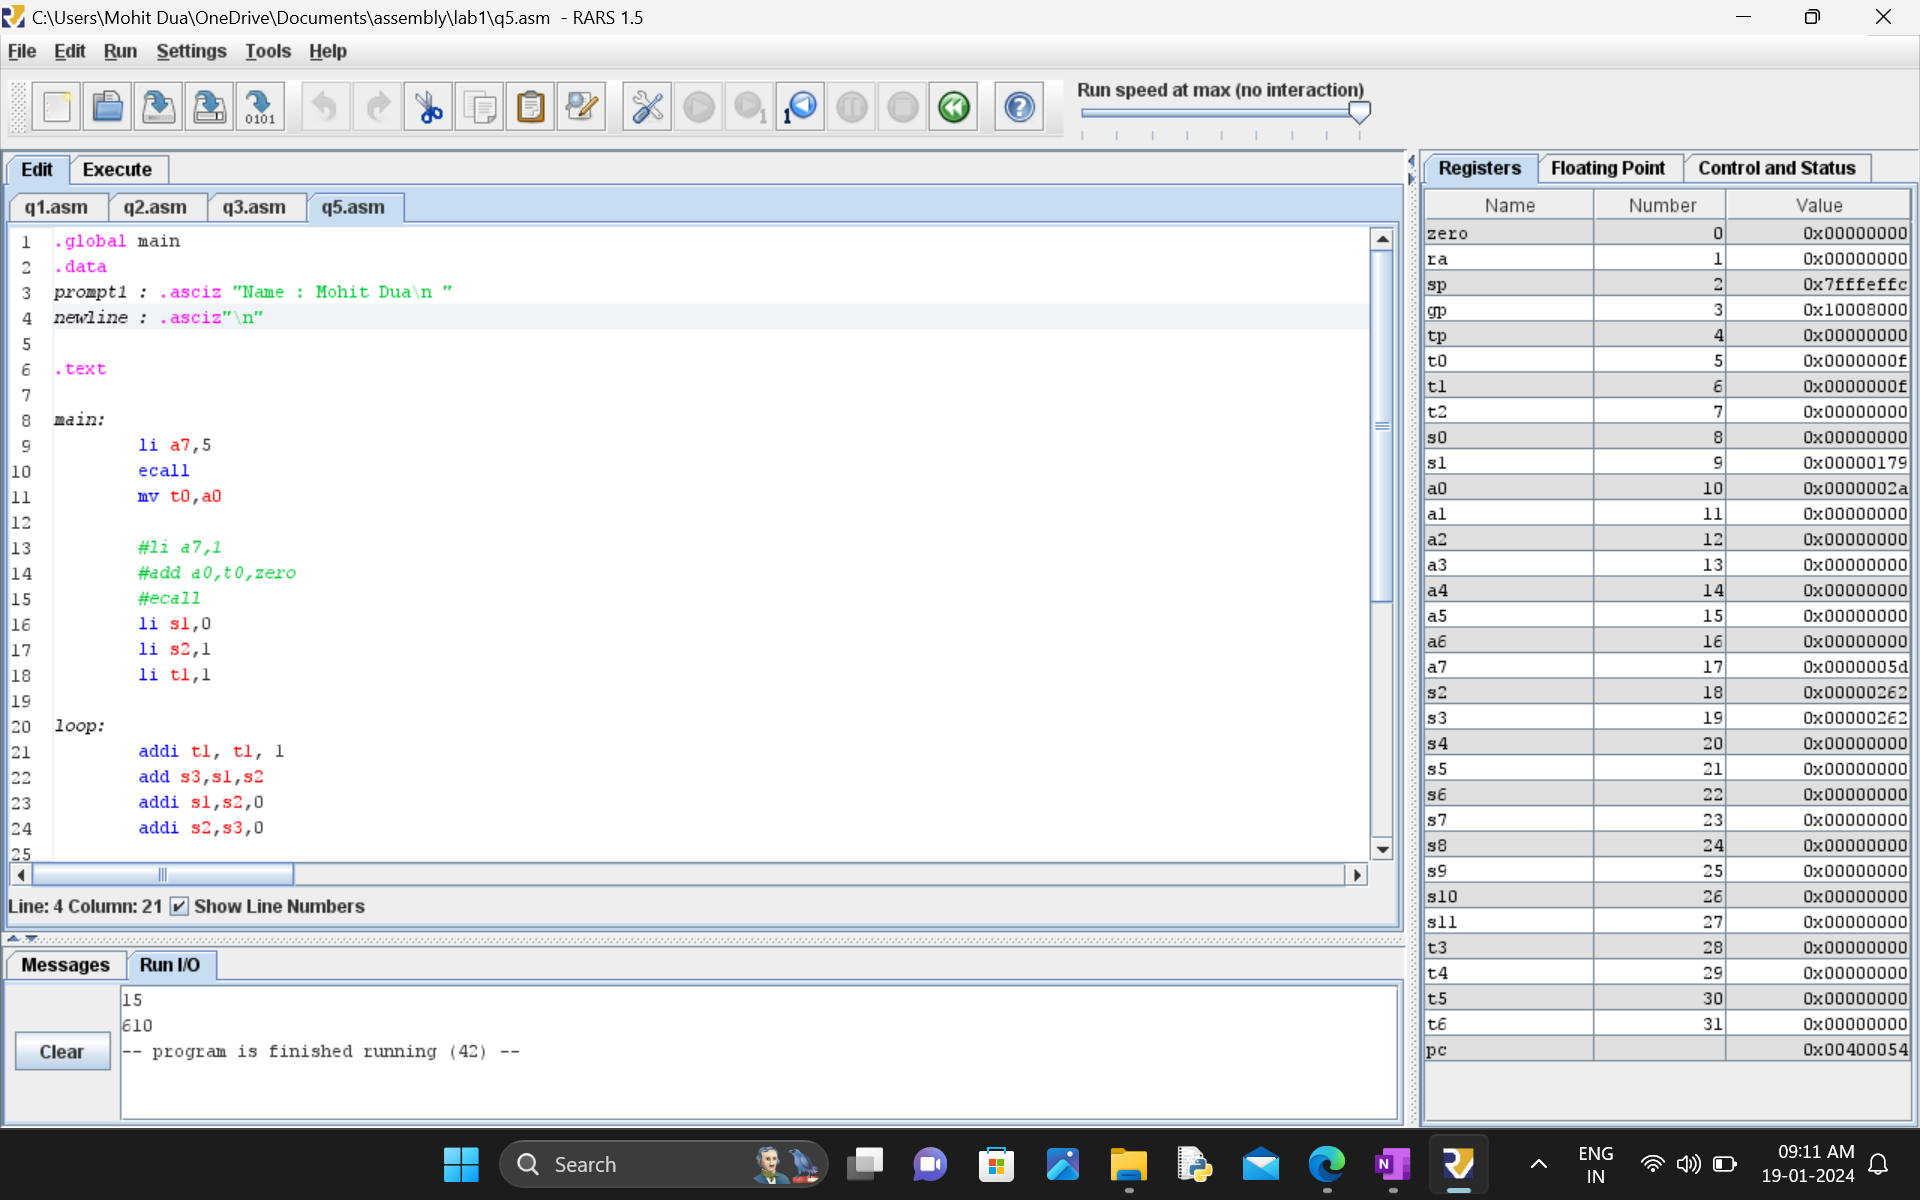 C:\Users\Mohit Dua\OneDrive\Documents\assembly\lab1\q5.asm - RARS 1.5
File Edit Run Settings Tools Help
0101
1
1
Run speed at max (no interaction)
Edit Execute
q1.asm q2.asm q3.asm q5.asm
1 .global main
2 .data
3 prompt1 : .asciz "Name : Mohit Dua\n "
4 newline : .asciz"\n"
5
6 .text
7
8 main:
9 li a7,5
10 ecall
11 mv t0,a0
12
13 #li a7,1
14 #add a0,t0,zero
15 #ecall
16 li s1,0
17 li s2,1
18 li t1,1
19
20 loop:
21 addi t1, t1, 1
22 add s3,s1,s2
23 addi s1,s2,0
24 addi s2,s3,0
25
Line: 4 Column: 21 Show Line Numbers
Messages Run I/O
Clear
15
610
-- program is finished running (42) --
Registers Floating Point Control and Status
Name Number Value
zero 0 0x00000000
ra 1 0x00000000
sp 2 0x7fffeffc
gp 3 0x10008000
tp 4 0x00000000
t0 5 0x0000000f
t1 6 0x0000000f
t2 7 0x00000000
s0 8 0x00000000
s1 9 0x00000179
a0 10 0x0000002a
a1 11 0x00000000
a2 12 0x00000000
a3 13 0x00000000
a4 14 0x00000000
a5 15 0x00000000
a6 16 0x00000000
a7 17 0x0000005d
s2 18 0x00000262
s3 19 0x00000262
s4 20 0x00000000
s5 21 0x00000000
s6 22 0x00000000
s7 23 0x00000000
s8 24 0x00000000
s9 25 0x00000000
s10 26 0x00000000
s11 27 0x00000000
t3 28 0x00000000
t4 29 0x00000000
t5 30 0x00000000
t6 31 0x00000000
pc 0x00400054
Search
N
ENG
IN
09:11 AM
19-01-2024